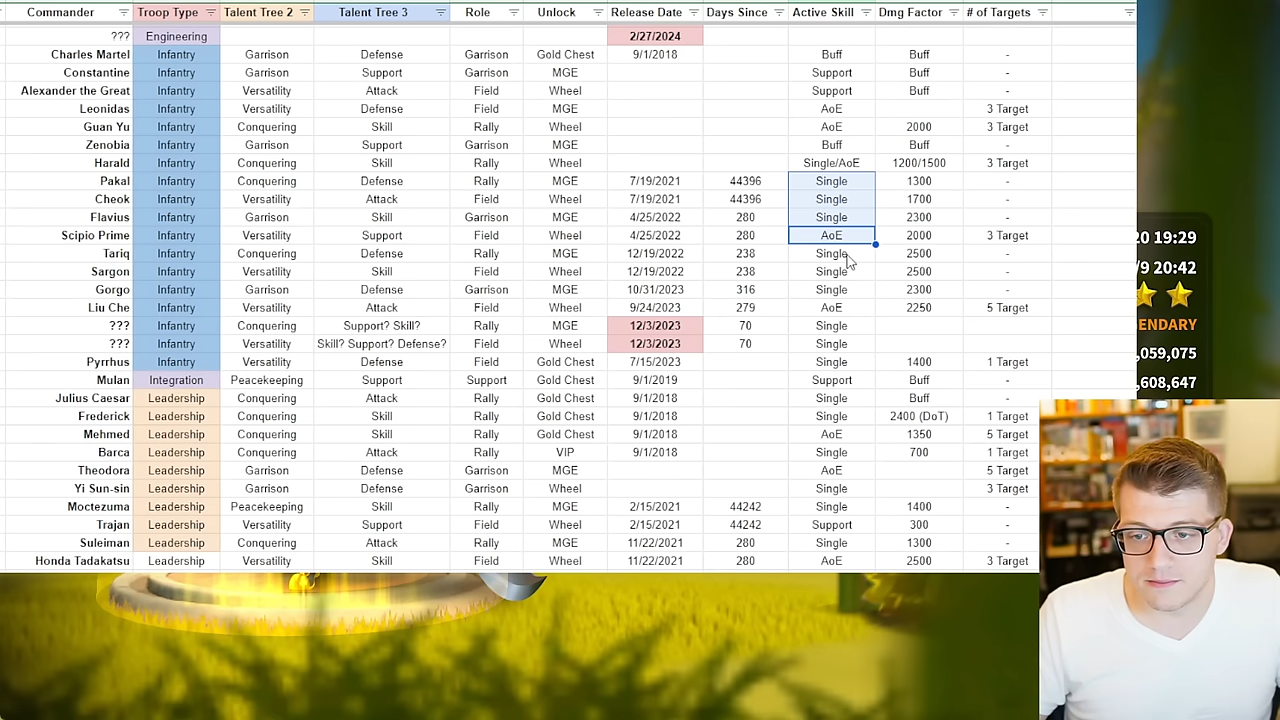 Commander Troop Type Talent Tree 2 Talent Tree 3 Role Unlock Release Date Days Since Active Skill Dmg Factor # of Targets
??? Engineering 2/27/2024
Charles Martel Infantry Garrison Defense Garrison Gold Chest 9/1/2018 Buff Buff -
Constantine Infantry Garrison Support Garrison MGE Support Buff -
Alexander the Great Infantry Versatility Attack Field Wheel Support Buff -
Leonidas Infantry Versatility Defense Field MGE AoE 3 Target
Guan Yu Infantry Conquering Skill Rally Wheel AoE 2000 3 Target
Zenobia Infantry Garrison Support Garrison MGE Buff Buff -
Harald Infantry Conquering Skill Rally Wheel Single/AoE 1200/1500 3 Target
Pakal Infantry Conquering Defense Rally MGE 7/19/2021 44396 Single 1300 -
Cheok Infantry Versatility Attack Field Wheel 7/19/2021 44396 Single 1700 -
Flavius Infantry Garrison Skill Garrison MGE 4/25/2022 280 Single 2300 -
Scipio Prime Infantry Versatility Support Field Wheel 4/25/2022 280 AoE 2000 3 Target
Tariq Infantry Conquering Defense Rally MGE 12/19/2022 238 Single 2500 -
Sargon Infantry Versatility Skill Field Wheel 12/19/2022 238 Single 2500 -
Gorgo Infantry Garrison Defense Garrison MGE 10/31/2023 316 Single 2300 -
Liu Che Infantry Versatility Attack Field Wheel 9/24/2023 279 AoE 2250 5 Target
??? Infantry Conquering Support? Skill? Rally MGE 12/3/2023 70 Single
??? Infantry Versatility Skill? Support? Defense? Field Wheel 12/3/2023 70 Single
Pyrrhus Infantry Versatility Defense Field Gold Chest 7/15/2023 Single 1400 1 Target
Mulan Integration Peacekeeping Support Support Gold Chest 9/1/2019 Support Buff -
Julius Caesar Leadership Conquering Attack Rally Gold Chest 9/1/2018 Single Buff -
Frederick Leadership Conquering Skill Rally Gold Chest 9/1/2018 Single 2400 (DoT) 1 Target
Mehmed Leadership Conquering Skill Rally Gold Chest 9/1/2018 AoE 1350 5 Target
Barca Leadership Conquering Attack Rally VIP 9/1/2018 Single 700 1 Target
Theodora Leadership Garrison Defense Garrison MGE AoE 5 Target
Yi Sun-sin Leadership Garrison Defense Garrison Wheel Single 3 Target
Moctezuma Leadership Peacekeeping Skill Rally MGE 2/15/2021 44242 Single 1400 -
Trajan Leadership Versatility Support Field Wheel 2/15/2021 44242 Support 300 -
Suleiman Leadership Conquering Attack Rally MGE 11/22/2021 280 Single 1300 -
Honda Tadakatsu Leadership Versatility Skill Field Wheel 11/22/2021 280 AoE 2500 3 Target
20 19:29
/9 20:42
ENDARY
,059,075
,608,647